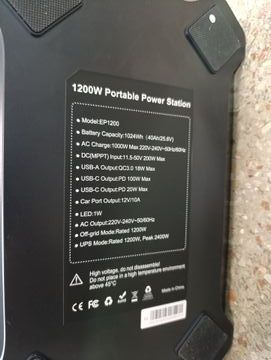 1200W Portable Power Station
Model:EP1200
Battery Capacity:1024Wh (40Ah/25.6V)
AC Charge:1000W Max 220V-240V~50Hz/60Hz
DC(MPPT) Input:11.5-50V 200W Max
USB-A Output:QC3.0 18W Max
USB-C Output:PD 100W Max
USB-C Output:PD 20W Max
Car Port Output:12V/10A
LED:1W
AC Output:220V-240V~50/60Hz
Off-grid Mode:Rated 1200W
UPS Mode:Rated 1200W, Peak 2400W
High voltage, do not disassemble!
Do not place in a high temperature environment
above 45°C
CE FC RoHS
Made in China